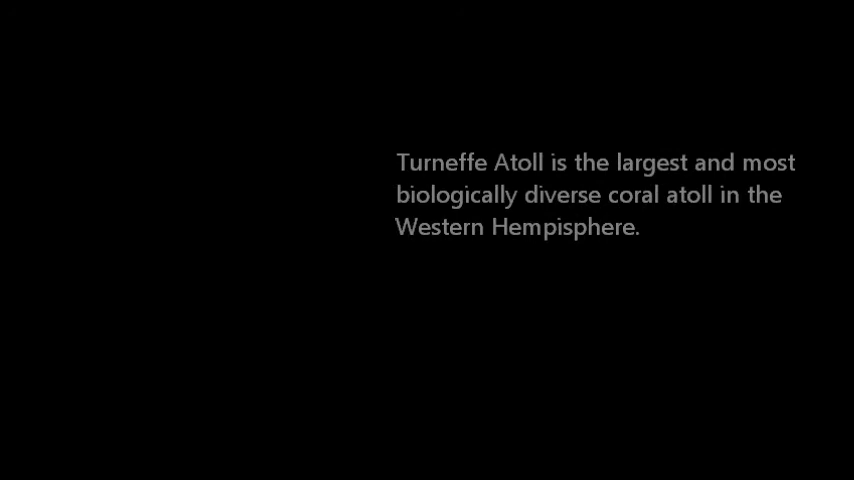 Turneffe Atoll is the largest and most
biologically diverse coral atoll in the
Western Hempisphere.